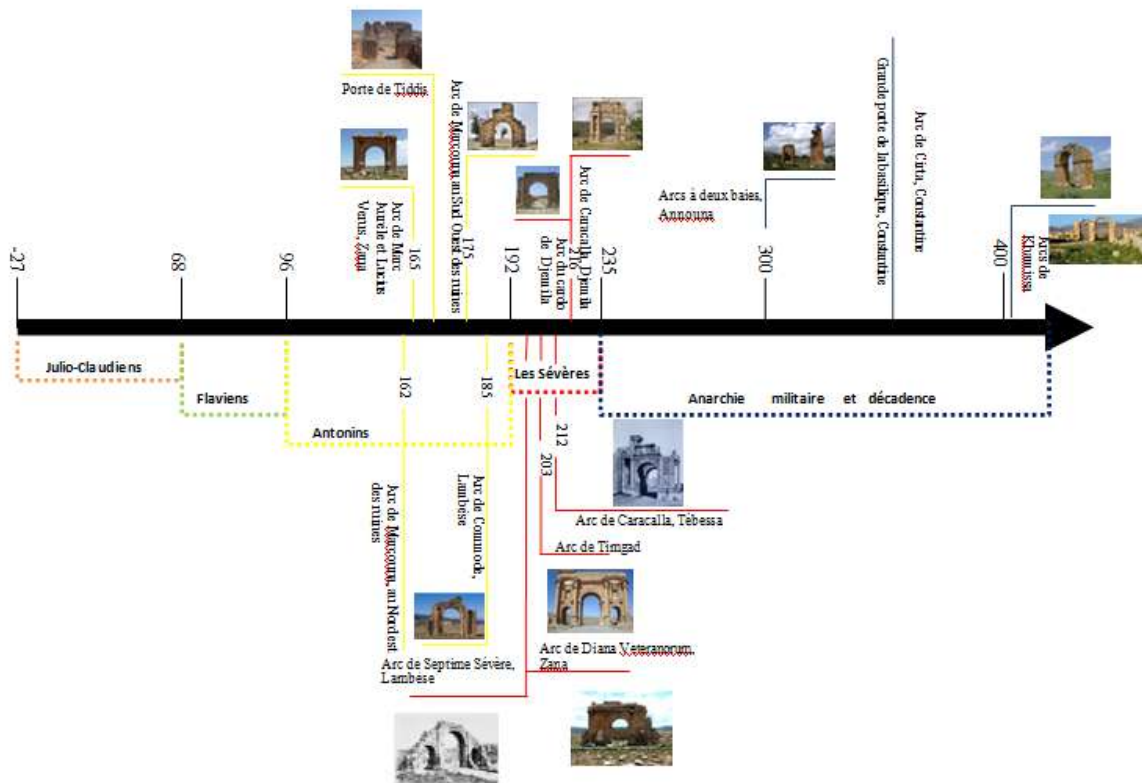 Porte de Tiddis
Arc de Marc
Aurèle et Lucius
Verus, Zana
165
Arc de Marcouna au Sud Ouest des ruines
175
Arc du cardo
de Djemila
216
Arc de Caracalla, Djemila
Arcs à deux baies,
Announa
Grande porte de la basilique, Constantine
Arc de Cirta, Constantine
Arcs de
Khamissa
-27
68
96
192
235
300
400
Julio-Claudiens
Flaviens
Antonins
Les Sévères
Anarchie militaire et décadence
162
185
203
212
Arc de Marcouna, au Nord est
des ruines
Arc de Commode,
Lambèse
Arc de Caracalla, Tébessa
Arc de Timgad
Arc de Diana Veteranorum,
Zana
Arc de Septime Sévère,
Lambèse